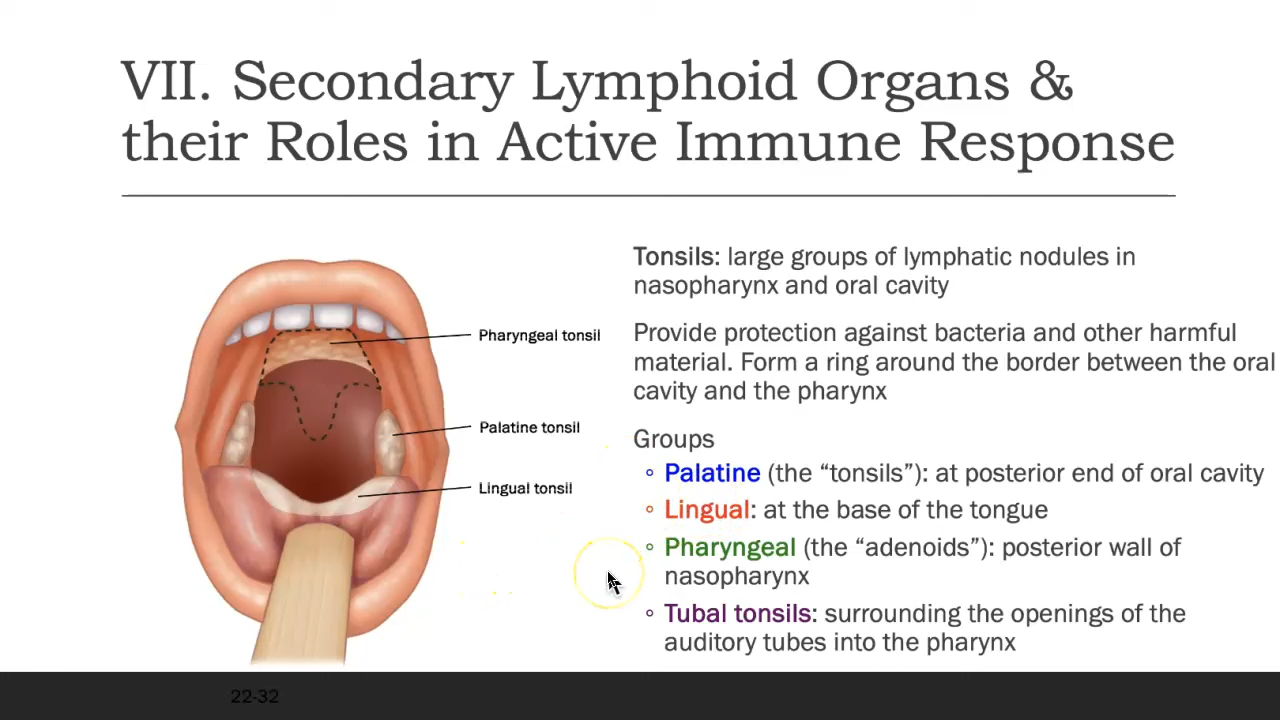 VII. Secondary Lymphoid Organs &
their Roles in Active Immune Response
Pharyngeal tonsil
Palatine tonsil
Lingual tonsil
Tonsils: large groups of lymphatic nodules in
nasopharynx and oral cavity
Provide protection against bacteria and other harmful
material. Form a ring around the border between the oral
cavity and the pharynx
Groups
◦ Palatine (the “tonsils”): at posterior end of oral cavity
◦ Lingual: at the base of the tongue
◦ Pharyngeal (the “adenoids”): posterior wall of
nasopharynx
◦ Tubal tonsils: surrounding the openings of the
auditory tubes into the pharynx
22-32